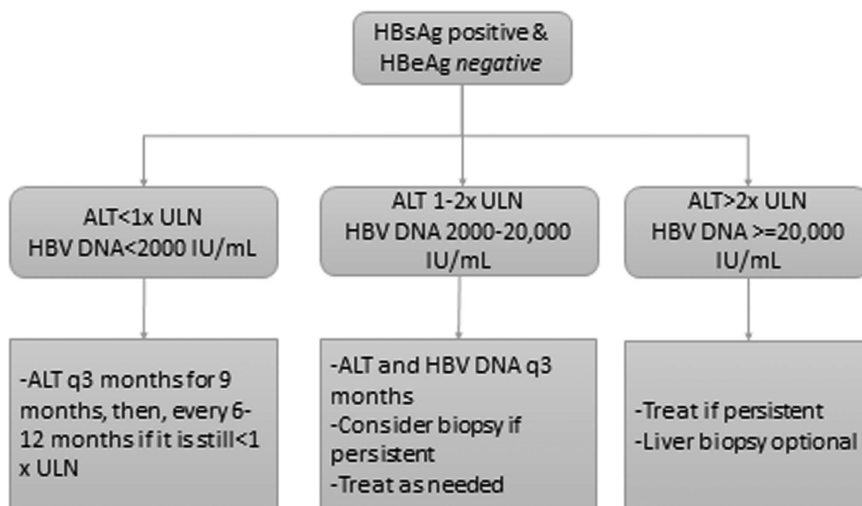 HBsAg positive &
HBeAg negative
ALT<1x ULN
HBV DNA<2000 IU/mL
ALT 1-2x ULN
HBV DNA 2000-20,000
IU/mL
ALT>2x ULN
HBV DNA >=20,000
IU/mL
-ALT q3 months for 9
months, then, every 6-
12 months if it is still<1
x ULN
-ALT and HBV DNA q3
months
-Consider biopsy if
persistent
-Treat as needed
-Treat if persistent
-Liver biopsy optional